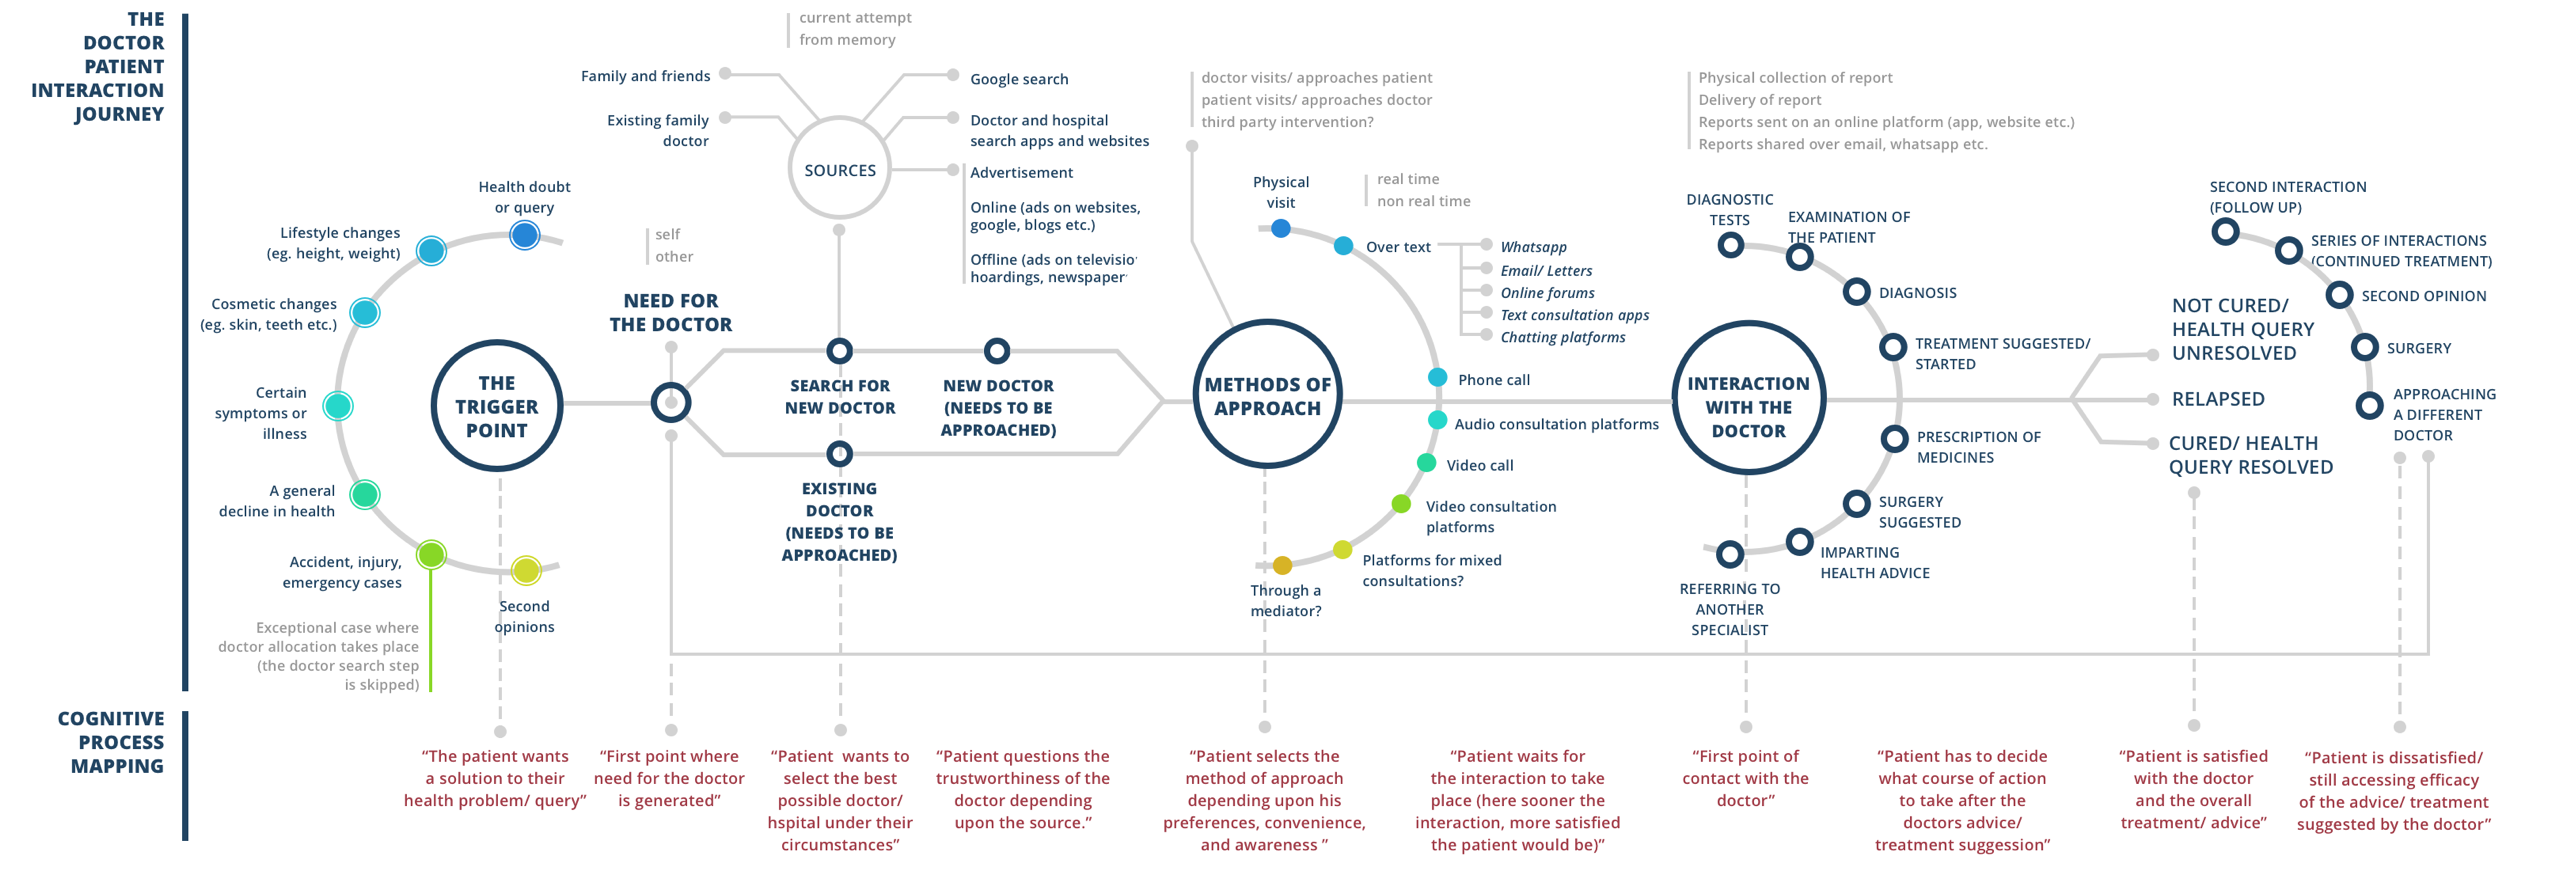 THE
DOCTOR
PATIENT
INTERACTION
JOURNEY
Health doubt
or query
Lifestyle changes
(eg. height, weight)
Cosmetic changes
(eg. skin, teeth etc.)
Certain
symptoms or
illness
A general
decline in health
Accident, injury,
emergency cases
Exceptional case where
doctor allocation takes place
(the doctor search step
is skipped)
Second
opinions
THE
TRIGGER
POINT
self
other
NEED FOR
THE DOCTOR
current attempt
from memory
Family and friends
Existing family
doctor
SOURCES
Google search
Doctor and hospital
search apps and websites
Advertisement
Online (ads on websites,
google, blogs etc.)
Offline (ads on televisio
hoardings, newspaper
SEARCH FOR
NEW DOCTOR
NEW DOCTOR
(NEEDS TO BE
APPROACHED)
EXISTING
DOCTOR
(NEEDS TO BE
APPROACHED)
doctor visits/ approaches patient
patient visits/ approaches doctor
third party intervention?
METHODS OF
APPROACH
Physical
visit
real time
non real time
Over text
Whatsapp
Email/ Letters
Online forums
Text consultation apps
Chatting platforms
Phone call
Audio consultation platforms
Video call
Video consultation
platforms
Platforms for mixed
consultations?
Through a
mediator?
Physical collection of report
Delivery of report
Reports sent on an online platform (app, website etc.)
Reports shared over email, whatsapp etc.
INTERACTION
WITH THE
DOCTOR
DIAGNOSTIC
TESTS
EXAMINATION OF
THE PATIENT
DIAGNOSIS
TREATMENT SUGGESTED/
STARTED
PRESCRIPTION OF
MEDICINES
SURGERY
SUGGESTED
IMPARTING
HEALTH ADVICE
REFERRING TO
ANOTHER
SPECIALIST
NOT CURED/
HEALTH QUERY
UNRESOLVED
RELAPSED
CURED/ HEALTH
QUERY RESOLVED
SECOND INTERACTION
(FOLLOW UP)
SERIES OF INTERACTIONS
(CONTINUED TREATMENT)
SECOND OPINION
SURGERY
APPROACHING
A DIFFERENT
DOCTOR
COGNITIVE
PROCESS
MAPPING
“The patient wants
a solution to their
health problem/ query”
“First point where
need for the doctor
is generated”
“Patient  wants to
select the best
possible doctor/
hspital under their
circumstances”
“Patient questions the
trustworthiness of the
doctor depending
upon the source.”
“Patient selects the
method of approach
depending upon his
preferences, convenience,
and awareness ”
“Patient waits for
the interaction to take
place (here sooner the
interaction, more satisfied
the patient would be)”
“First point of
contact with the
doctor”
“Patient has to decide
what course of action
to take after the
doctors advice/
treatment suggession”
“Patient is satisfied
with the doctor
and the overall
treatment/ advice”
“Patient is dissatisfied/
still accessing efficacy
of the advice/ treatment
suggested by the doctor”